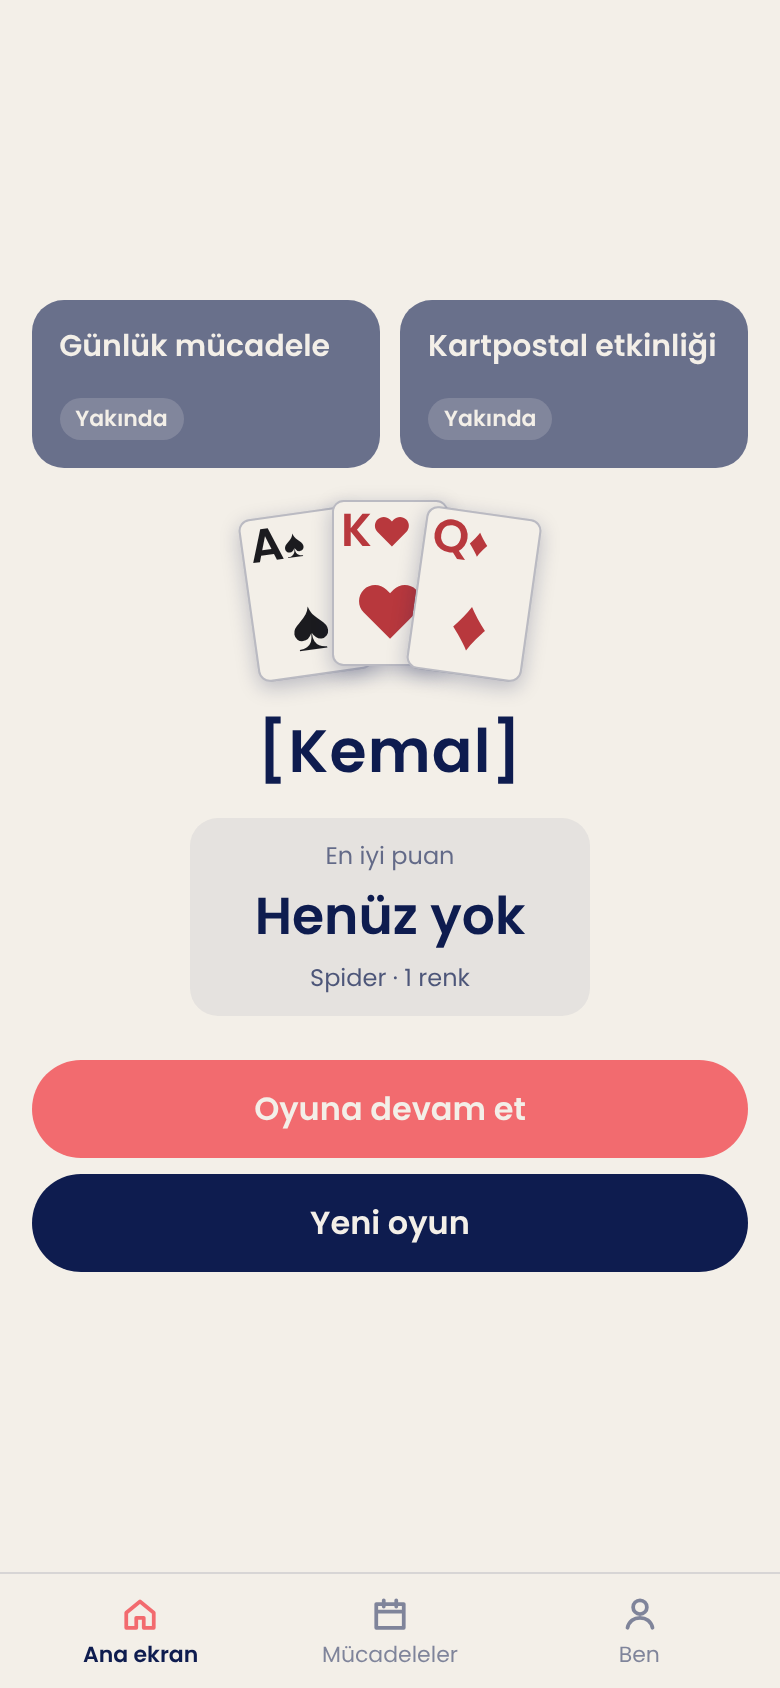 Günlük mücadele
Yakında
Kartpostal etkinliği
Yakında
A♠
K♥
Q♦
[Kemal]
En iyi puan
Henüz yok
Spider · 1 renk
Oyuna devam et
Yeni oyun
Ana ekran
Mücadeleler
Ben